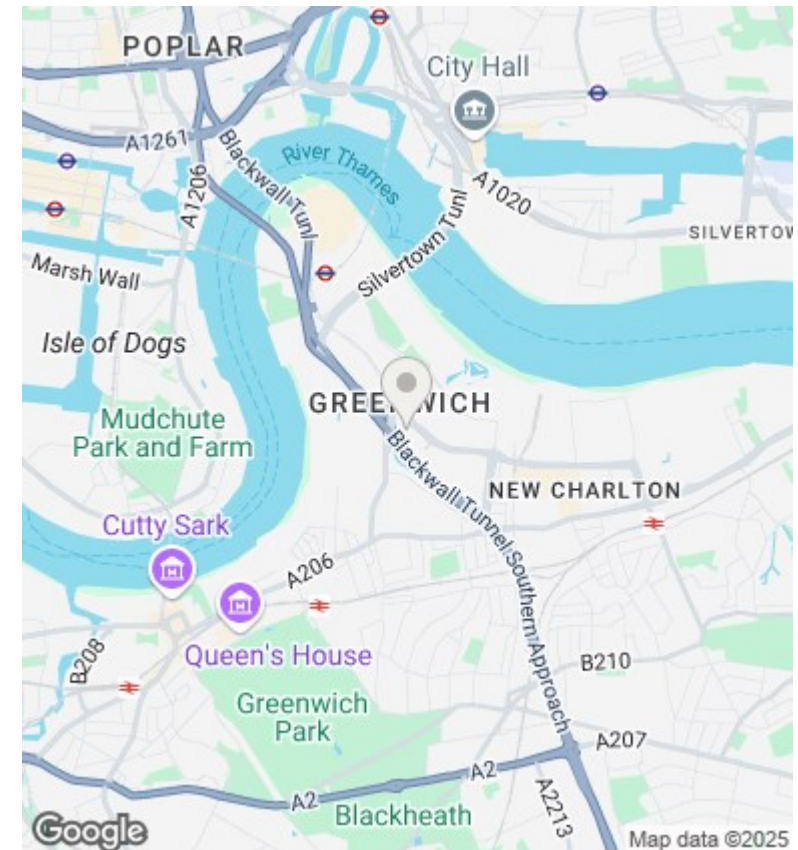 POPLAR
City Hall
A1261
Blackwall Tunl
River Thames
A1206
A1020
Silvertown Tunl
SILVERTOW
Marsh Wall
Isle of Dogs
GREENWICH
Mudchute
Park and Farm
Blackwall Tunnel Southern Approach
NEW CHARLTON
Cutty Sark
A206
Queen's House
B208
B210
Greenwich
Park
A207
A2
A2
A2213
Blackheath
Google
Map data ©2025